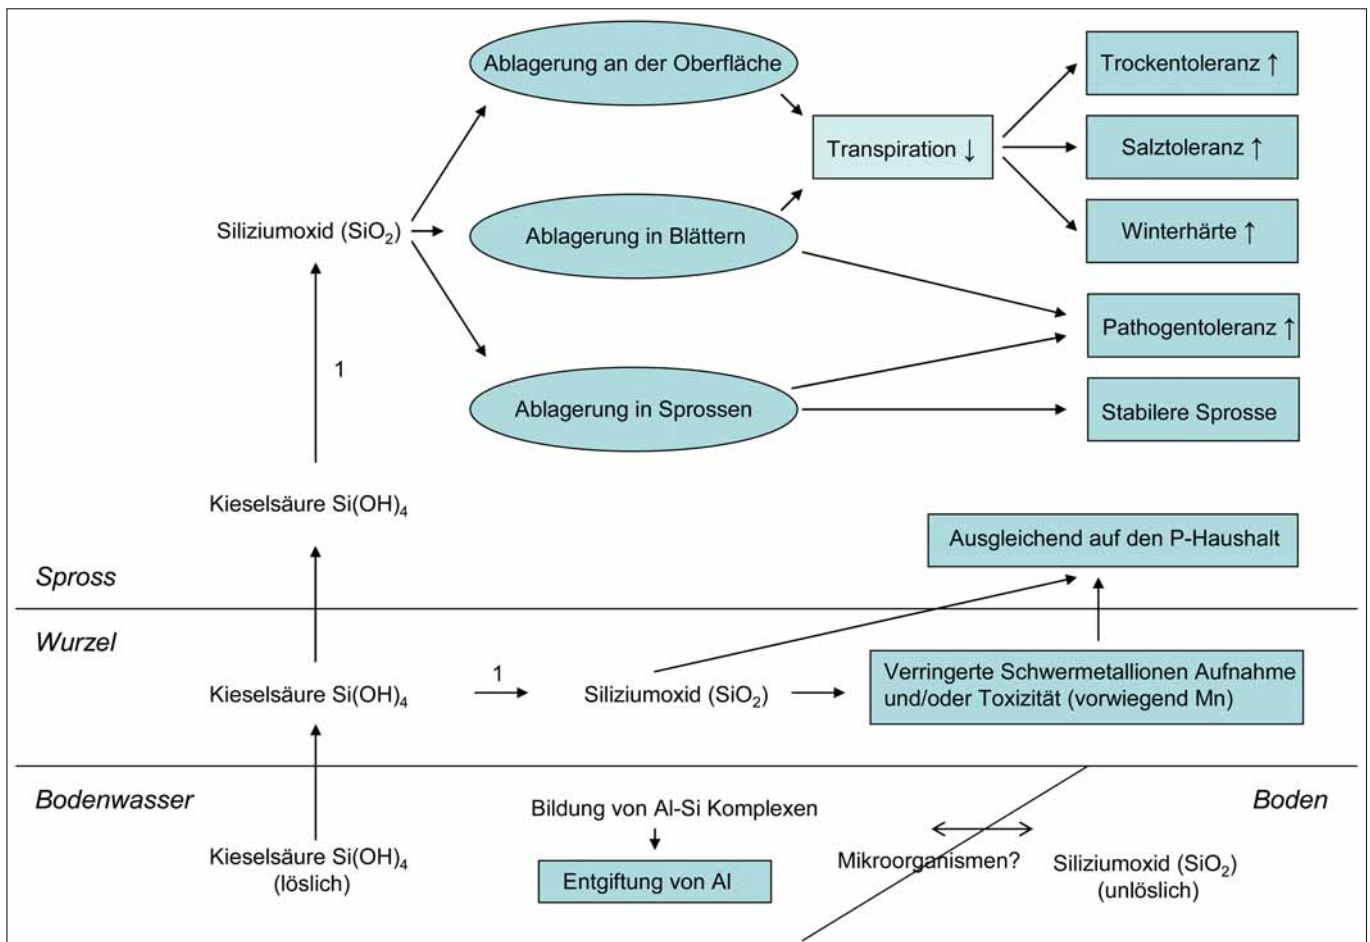 Ablagerung an der Oberfläche
Trockentoleranz ↑
Transpiration ↓
Salztoleranz ↑
Siliziumoxid (SiO₂)
Ablagerung in Blättern
Winterhärte ↑
Pathogentoleranz ↑
1
Ablagerung in Sprossen
Stabilere Sprosse
Kieselsäure Si(OH)₄
Ausgleichend auf den P-Haushalt
Spross
Wurzel
Kieselsäure Si(OH)₄
1
Siliziumoxid (SiO₂)
Verringerte Schwermetallionen Aufnahme
und/oder Toxizität (vorwiegend Mn)
Bodenwasser
Boden
Bildung von Al-Si Komplexen
Kieselsäure Si(OH)₄
(löslich)
Entgiftung von Al
Mikroorganismen?
Siliziumoxid (SiO₂)
(unlöslich)